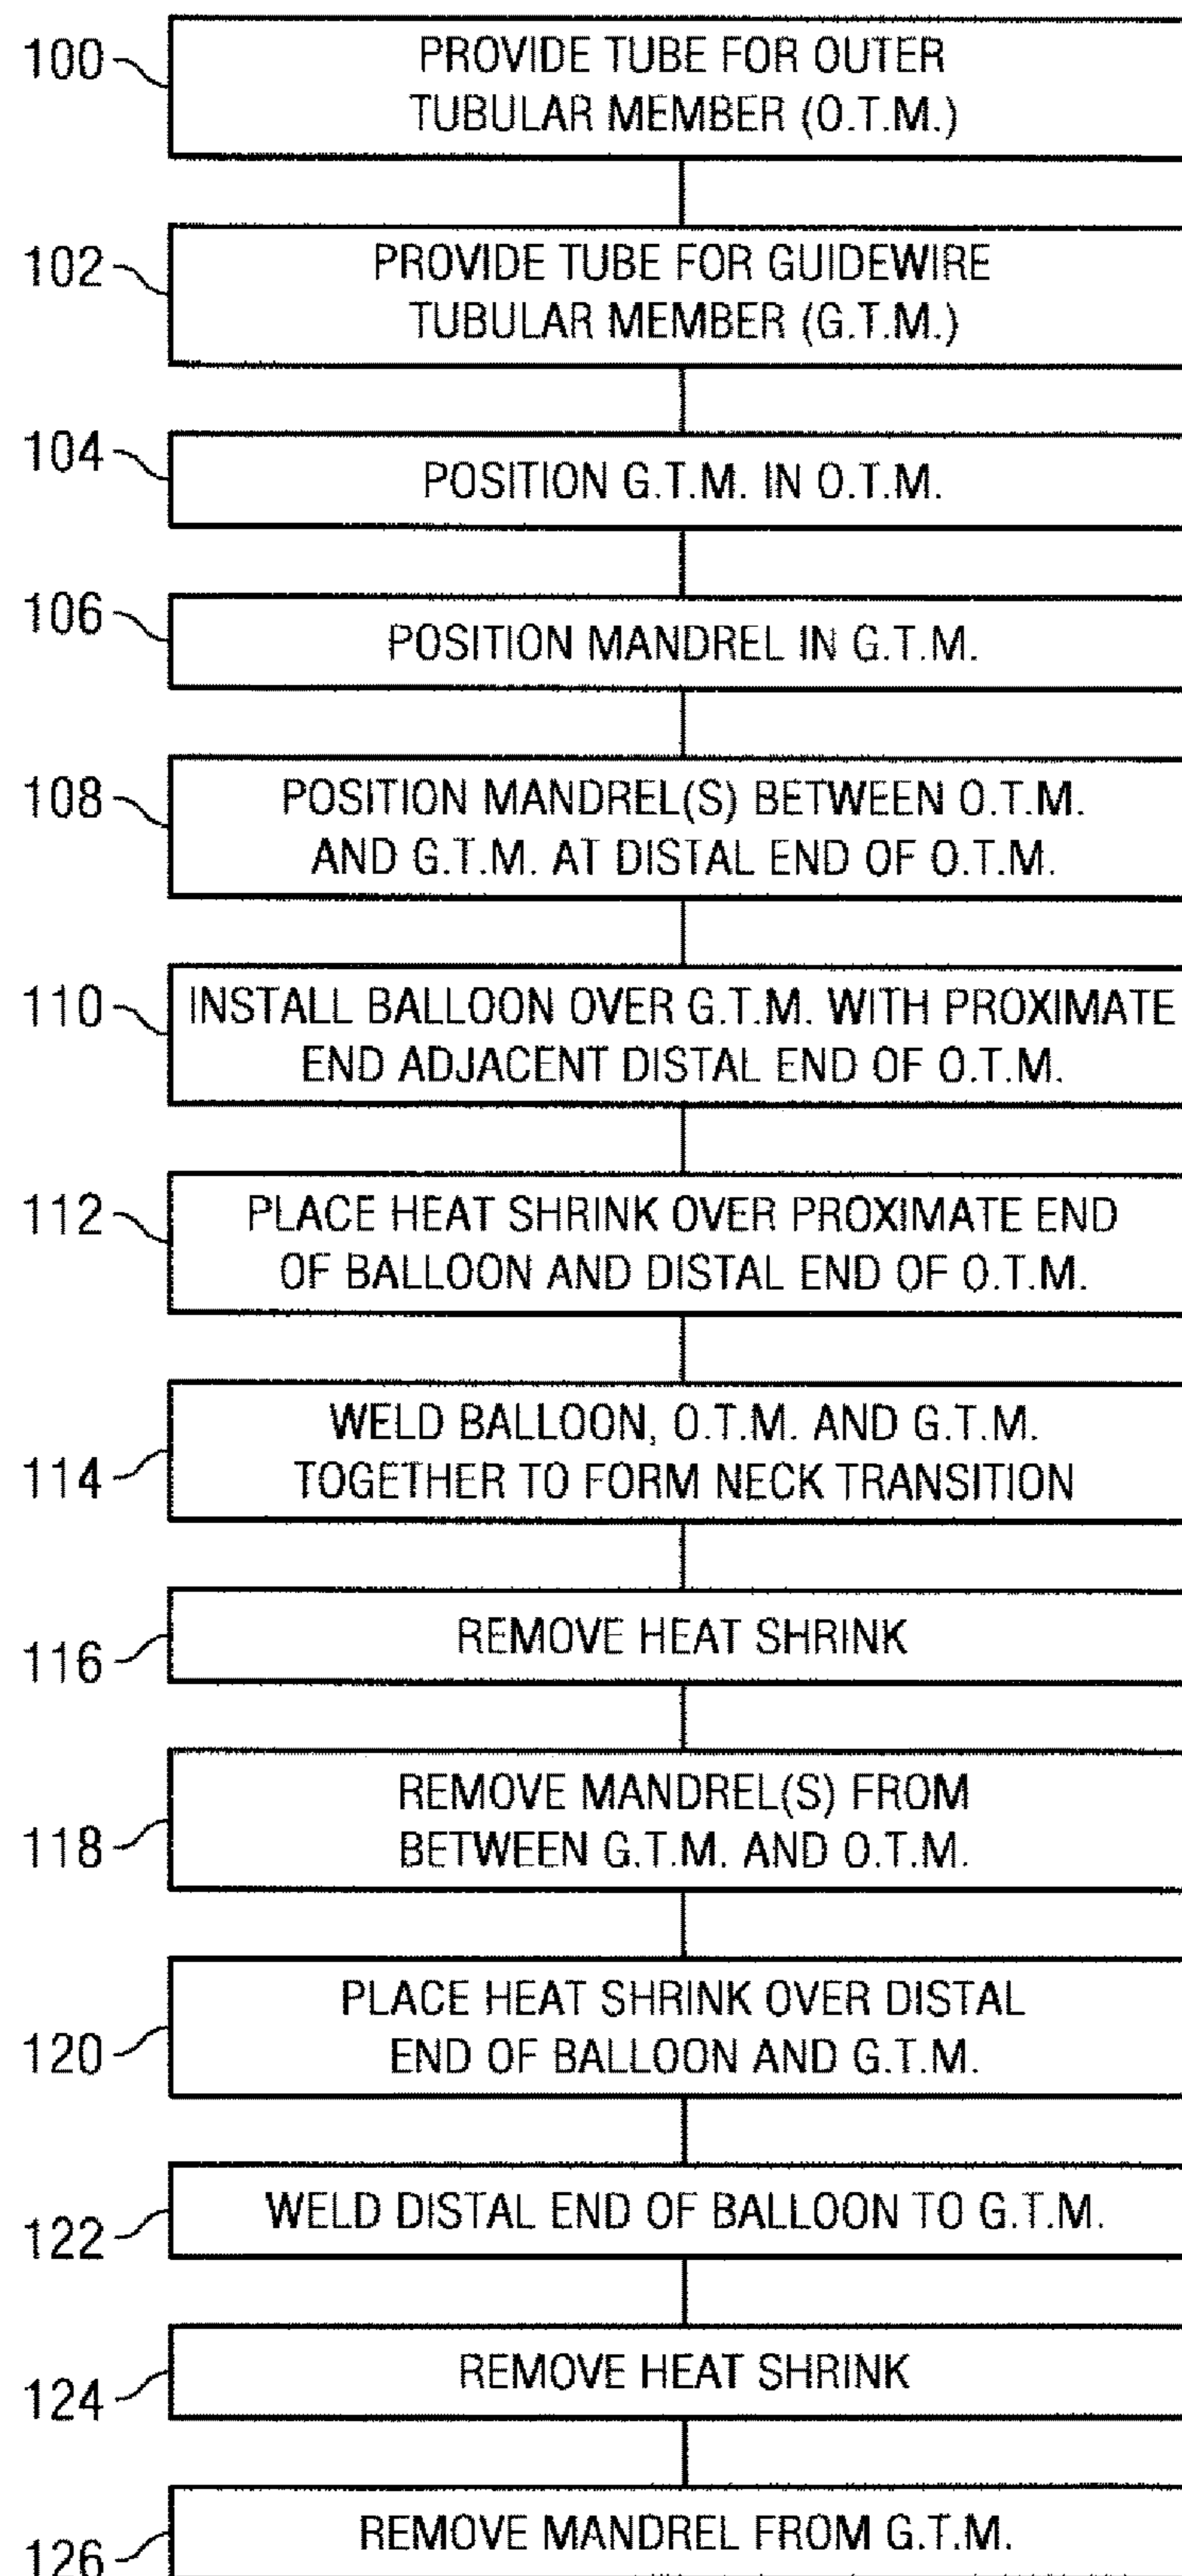 100
PROVIDE TUBE FOR OUTER
TUBULAR MEMBER (O.T.M.)
102
PROVIDE TUBE FOR GUIDEWIRE
TUBULAR MEMBER (G.T.M.)
104
POSITION G.T.M. IN O.T.M.
106
POSITION MANDREL IN G.T.M.
108
POSITION MANDREL(S) BETWEEN O.T.M.
AND G.T.M. AT DISTAL END OF O.T.M.
110
INSTALL BALLOON OVER G.T.M. WITH PROXIMATE
END ADJACENT DISTAL END OF O.T.M.
112
PLACE HEAT SHRINK OVER PROXIMATE END
OF BALLOON AND DISTAL END OF O.T.M.
114
WELD BALLOON, O.T.M. AND G.T.M.
TOGETHER TO FORM NECK TRANSITION
116
REMOVE HEAT SHRINK
118
REMOVE MANDREL(S) FROM
BETWEEN G.T.M. AND O.T.M.
120
PLACE HEAT SHRINK OVER DISTAL
END OF BALLOON AND G.T.M.
122
WELD DISTAL END OF BALLOON TO G.T.M.
124
REMOVE HEAT SHRINK
126
REMOVE MANDREL FROM G.T.M.